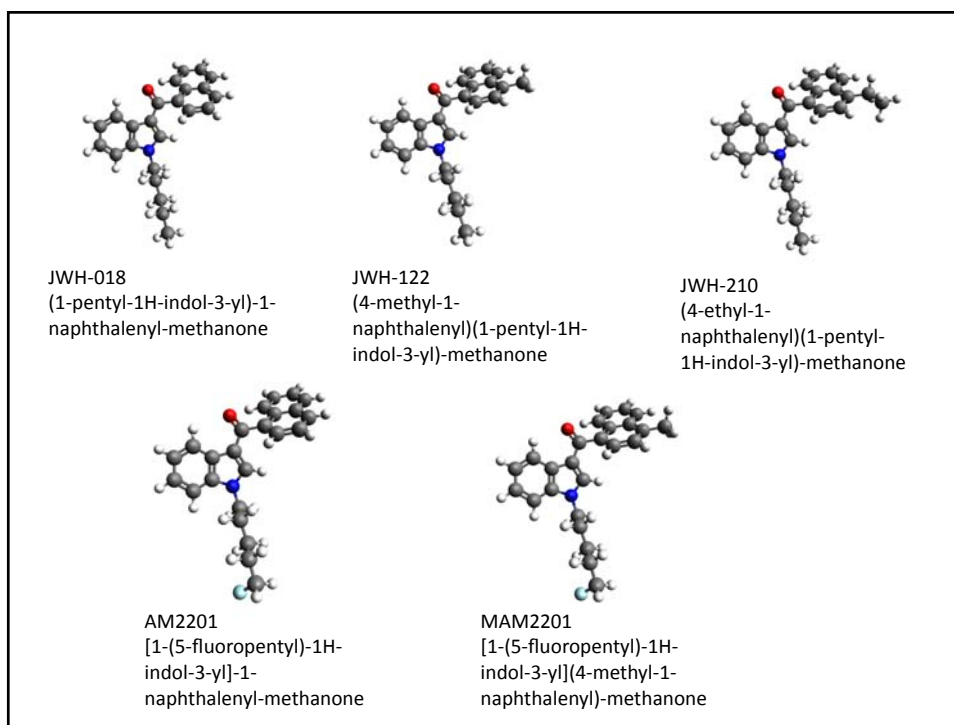 JWH-018
(1-pentyl-1H-indol-3-yl)-1-
naphthalenyl-methanone
JWH-122
(4-methyl-1-
naphthalenyl)(1-pentyl-1H-
indol-3-yl)-methanone
JWH-210
(4-ethyl-1-
naphthalenyl)(1-pentyl-
1H-indol-3-yl)-methanone
AM2201
[1-(5-fluoropentyl)-1H-
indol-3-yl]-1-
naphthalenyl-methanone
MAM2201
[1-(5-fluoropentyl)-1H-
indol-3-yl](4-methyl-1-
naphthalenyl)-methanone